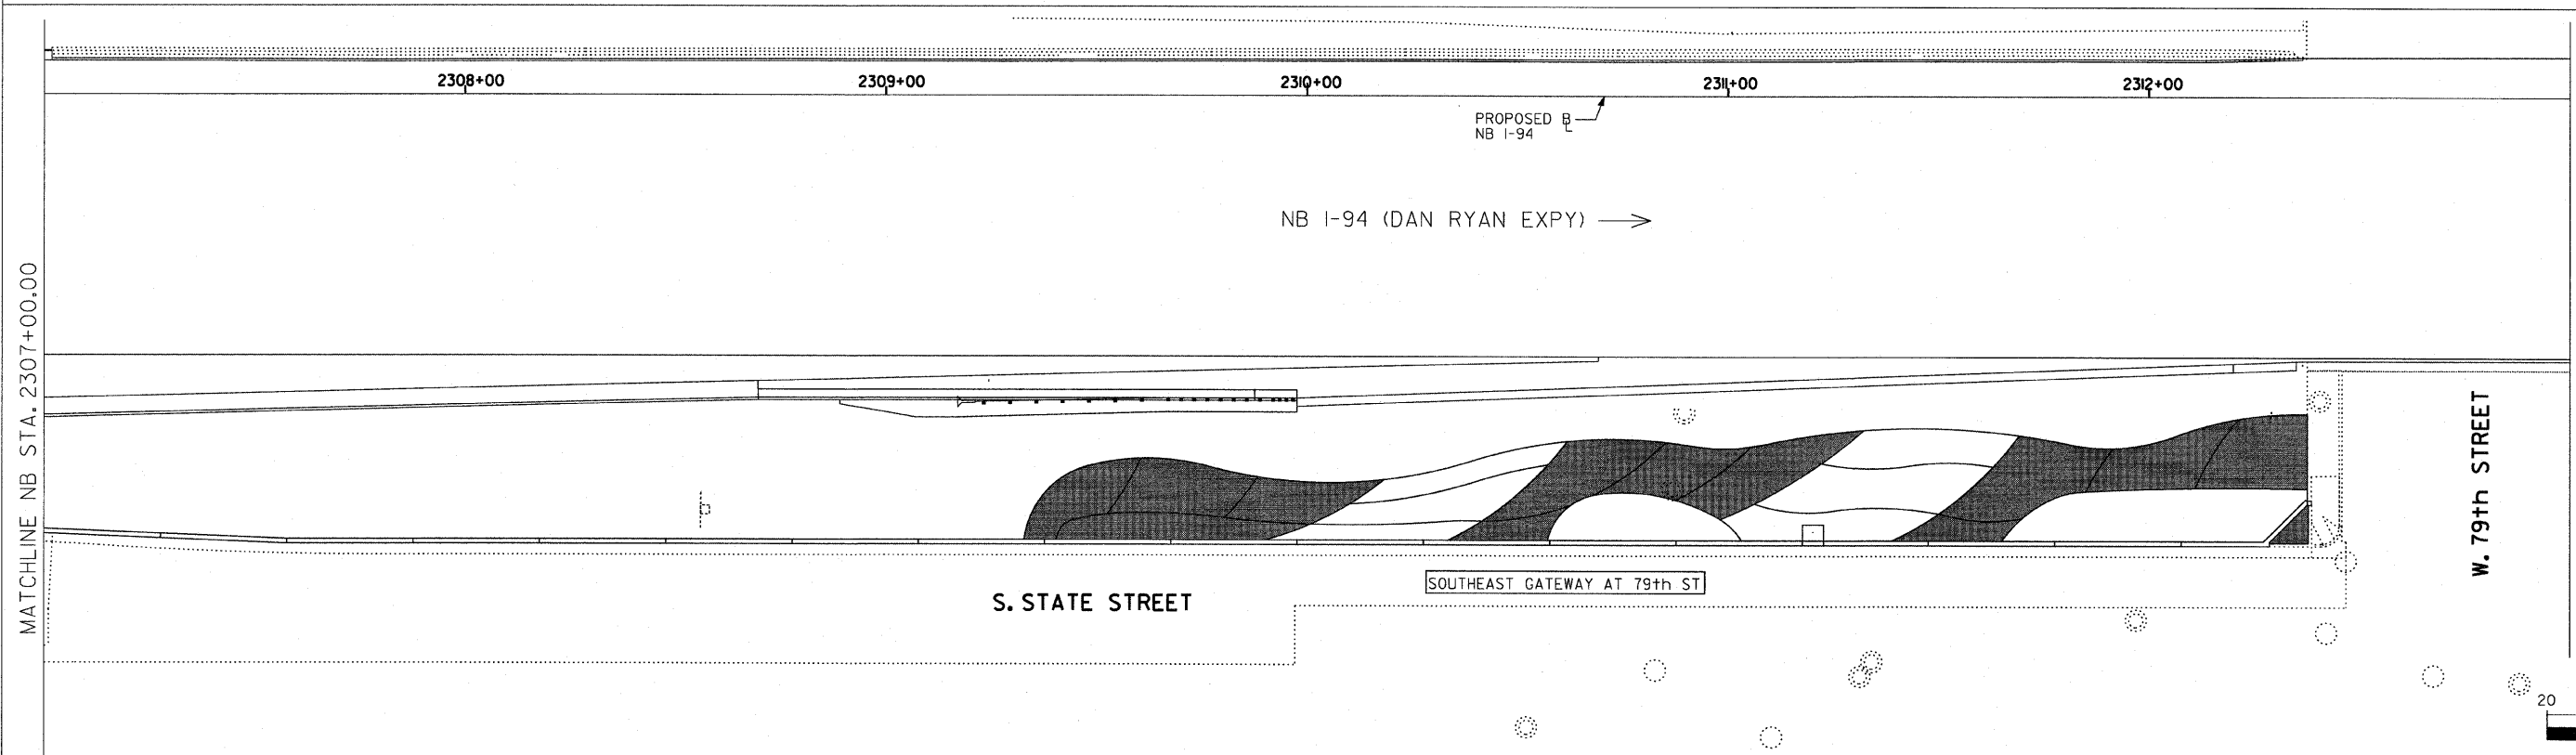 2308+00
2309+00
2310+00
2311+00
2312+00
PROPOSED B
L
NB I-94
NB I-94 (DAN RYAN EXPY)
MATCHLINE NB STA. 2307+00.00
W. 79th STREET
SOUTHEAST GATEWAY AT 79th ST
S. STATE STREET
20